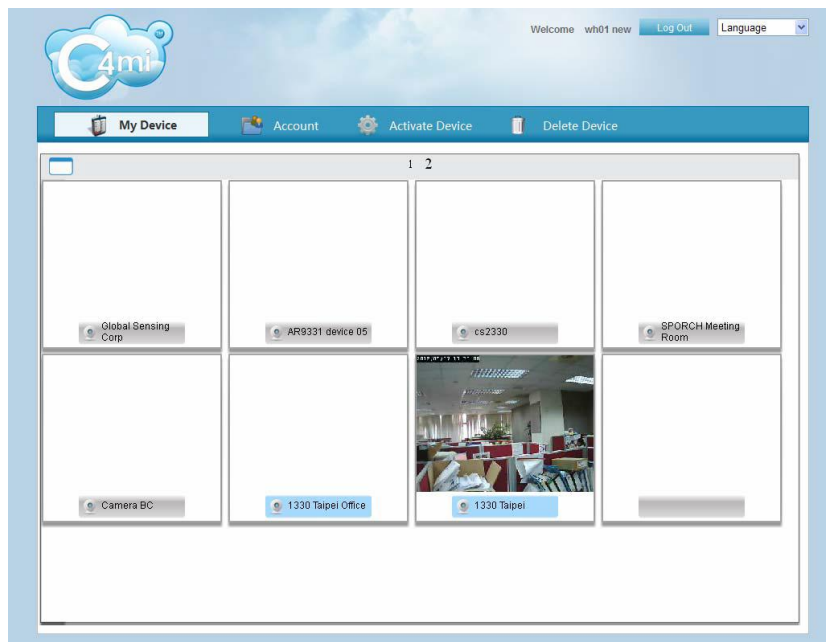 C4mi
Welcome wh01 new Log Out Language
My Device Account Activate Device Delete Device
1 2
Global Sensing
Corp
AR9331 device 05
cs2330
SPORCH Meeting
Room
Camera BC
1330 Taipei Office
1330 Taipei